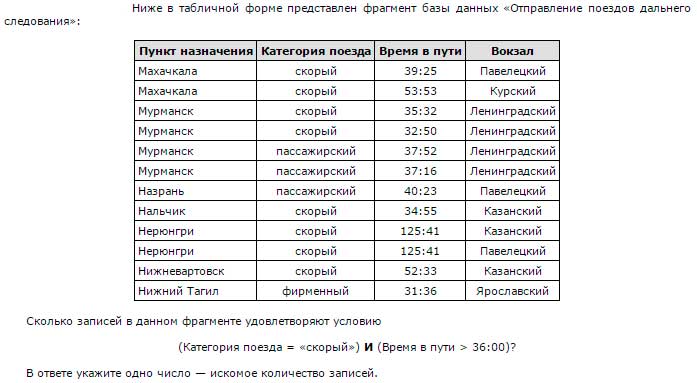 Ниже в табличной форме представлен фрагмент базы данных «Отправление поездов дальнего
следования»:
Пункт назначения Категория поезда Время в пути Вокзал
Махачкала скорый 39:25 Павелецкий
Махачкала скорый 53:53 Курский
Мурманск скорый 35:32 Ленинградский
Мурманск скорый 32:50 Ленинградский
Мурманск пассажирский 37:52 Ленинградский
Мурманск пассажирский 37:16 Ленинградский
Назрань пассажирский 40:23 Павелецкий
Нальчик скорый 34:55 Казанский
Нерюнгри скорый 125:41 Казанский
Нерюнгри скорый 125:41 Павелецкий
Нижневартовск скорый 52:33 Казанский
Нижний Тагил фирменный 31:36 Ярославский
Сколько записей в данном фрагменте удовлетворяют условию
(Категория поезда = «скорый») И (Время в пути > 36:00)?
В ответе укажите одно число — искомое количество записей.